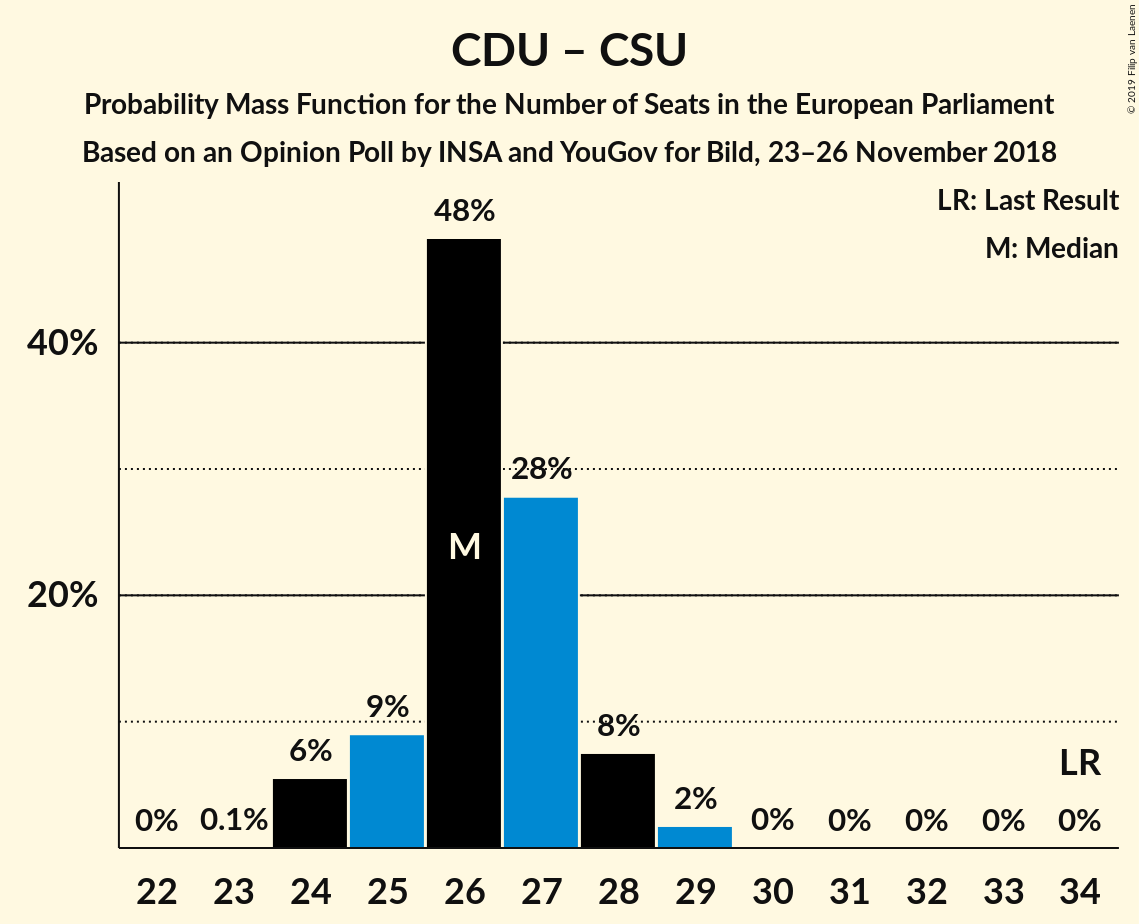 CDU – CSU
Probability Mass Function for the Number of Seats in the European Parliament
Based on an Opinion Poll by INSA and YouGov for Bild, 23–26 November 2018
© 2019 Filip van Laenen
LR: Last Result
M: Median
48%
40%
28%
M
20%
9%
8%
6%
LR
2%
0% 0.1% 0% 0% 0% 0% 0%
22 23 24 25 26 27 28 29 30 31 32 33 34